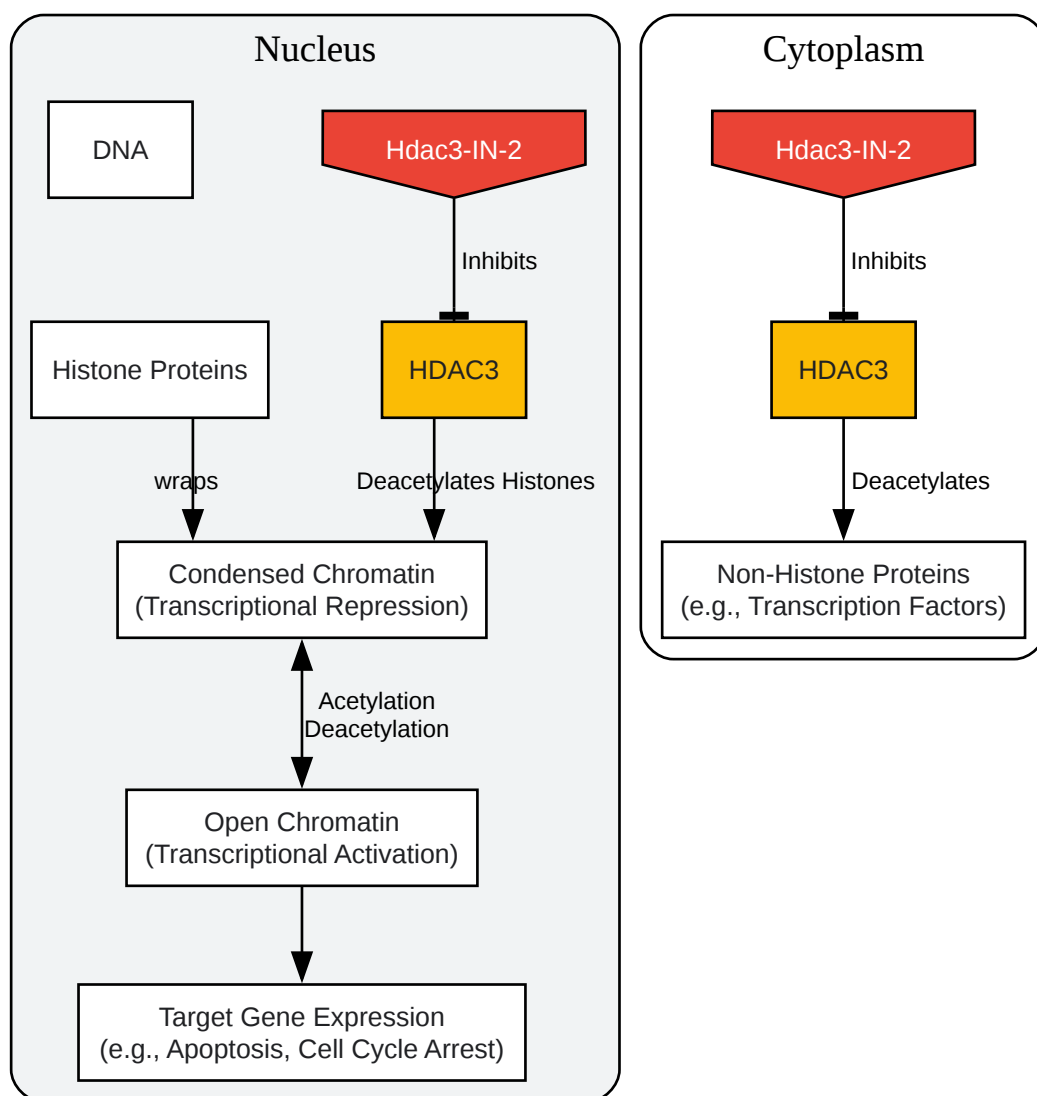 Nucleus
DNA
Hdac3-IN-2
Inhibits
Histone Proteins
HDAC3
wraps
Deacetylates Histones
Condensed Chromatin
(Transcriptional Repression)
Acetylation
Deacetylation
Open Chromatin
(Transcriptional Activation)
Target Gene Expression
(e.g., Apoptosis, Cell Cycle Arrest)
Cytoplasm
Hdac3-IN-2
Inhibits
HDAC3
Deacetylates
Non-Histone Proteins
(e.g., Transcription Factors)